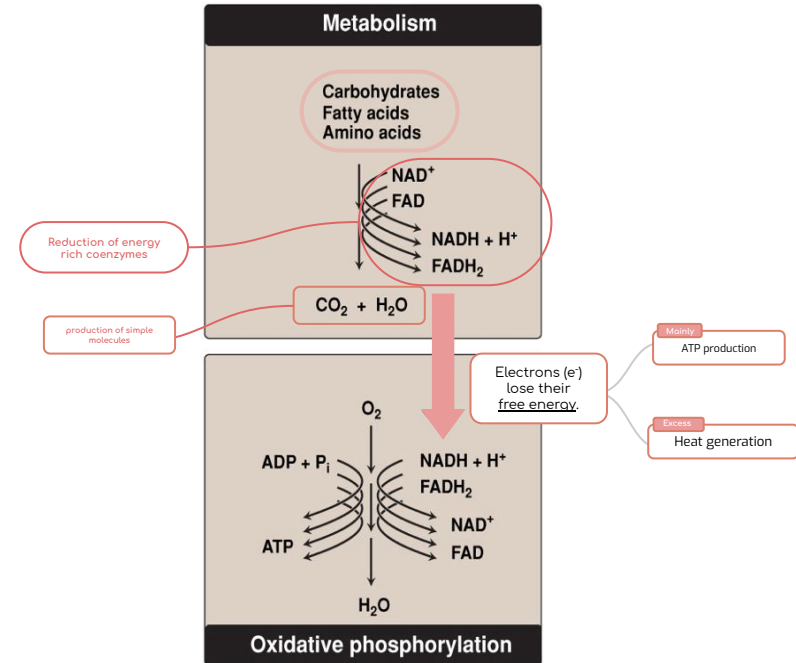 Metabolism
Carbohydrates
Fatty acids
Amino acids
NAD⁺
FAD
NADH + H⁺
FADH₂
Reduction of energy
rich coenzymes
CO₂ + H₂O
production of simple
molecules
Electrons (e⁻)
lose their
free energy.
Mainly
ATP production
Excess
Heat generation
O₂
ADP + Pᵢ
NADH + H⁺
FADH₂
NAD⁺
ATP
FAD
H₂O
Oxidative phosphorylation